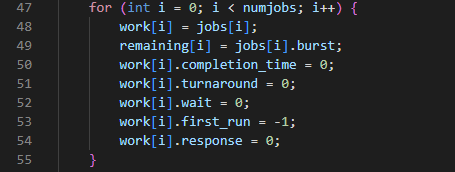 47 for (int i = 0; i < numjobs; i++) {
48 work[i] = jobs[i];
49 remaining[i] = jobs[i].burst;
50 work[i].completion_time = 0;
51 work[i].turnaround = 0;
52 work[i].wait = 0;
53 work[i].first_run = -1;
54 work[i].response = 0;
55 }